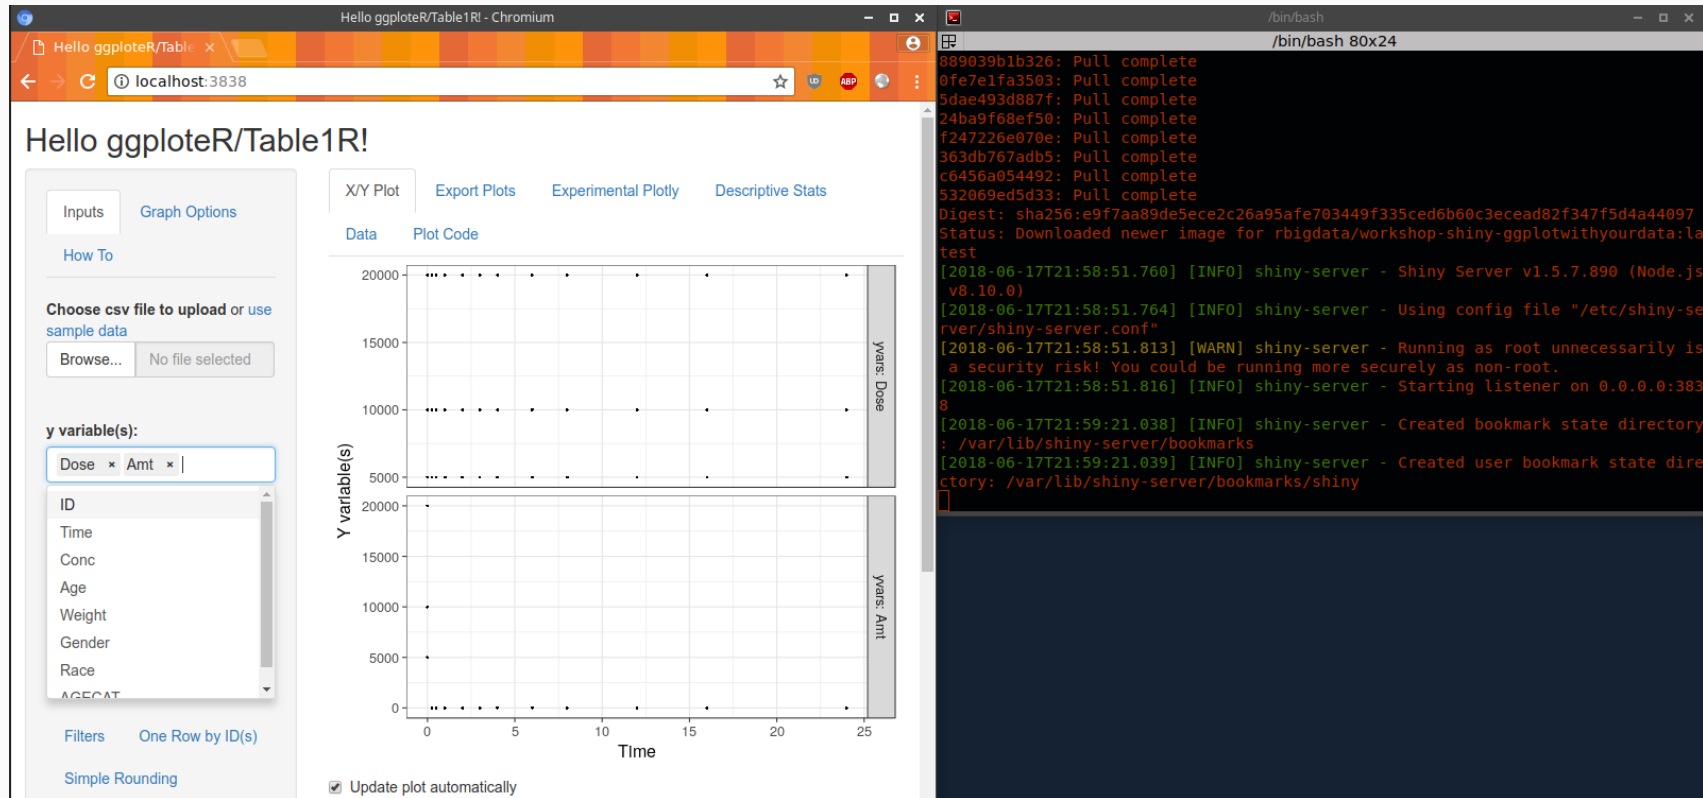 Hello ggploteR/Table1R! - Chromium
Hello ggploteR/Table
localhost:3838
UD
ABP
Hello ggploteR/Table1R!
Inputs
Graph Options
How To
Choose csv file to upload or use
sample data
Browse...
No file selected
y variable(s):
Dose ×
Amt ×
ID
Time
Conc
Age
Weight
Gender
Race
AGECAT
Filters
One Row by ID(s)
Simple Rounding
X/Y Plot
Export Plots
Experimental Plotly
Descriptive Stats
Data
Plot Code
20000
15000
10000
5000
yvars: Dose
Y variable(s)
20000
15000
10000
5000
0
yvars: Amt
0 5 10 15 20 25
Time
Update plot automatically
/bin/bash
/bin/bash 80x24
889039b1b326: Pull complete
0fe7e1fa3503: Pull complete
5dae493d887f: Pull complete
24ba9f68ef50: Pull complete
f247226e070e: Pull complete
363db767adb5: Pull complete
c6456a054492: Pull complete
532069ed5d33: Pull complete
Digest: sha256:e9f7aa89de5ece2c26a95afe703449f335ced6b60c3ecead82f347f5d4a44097
Status: Downloaded newer image for rbigdata/workshop-shiny-ggplotwithyourdata:la
test
[2018-06-17T21:58:51.760] [INFO] shiny-server - Shiny Server v1.5.7.890 (Node.js
v8.10.0)
[2018-06-17T21:58:51.764] [INFO] shiny-server - Using config file "/etc/shiny-se
rver/shiny-server.conf"
[2018-06-17T21:58:51.813] [WARN] shiny-server - Running as root unnecessarily is
a security risk! You could be running more securely as non-root.
[2018-06-17T21:58:51.816] [INFO] shiny-server - Starting listener on 0.0.0.0:383
8
[2018-06-17T21:59:21.038] [INFO] shiny-server - Created bookmark state directory
: /var/lib/shiny-server/bookmarks
[2018-06-17T21:59:21.039] [INFO] shiny-server - Created user bookmark state dire
ctory: /var/lib/shiny-server/bookmarks/shiny